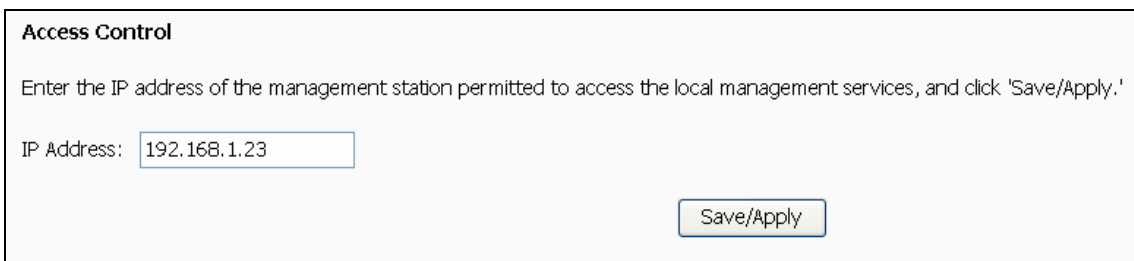 Access Control
Enter the IP address of the management station permitted to access the local management services, and click 'Save/Apply.'
IP Address: 192.168.1.23
Save/Apply